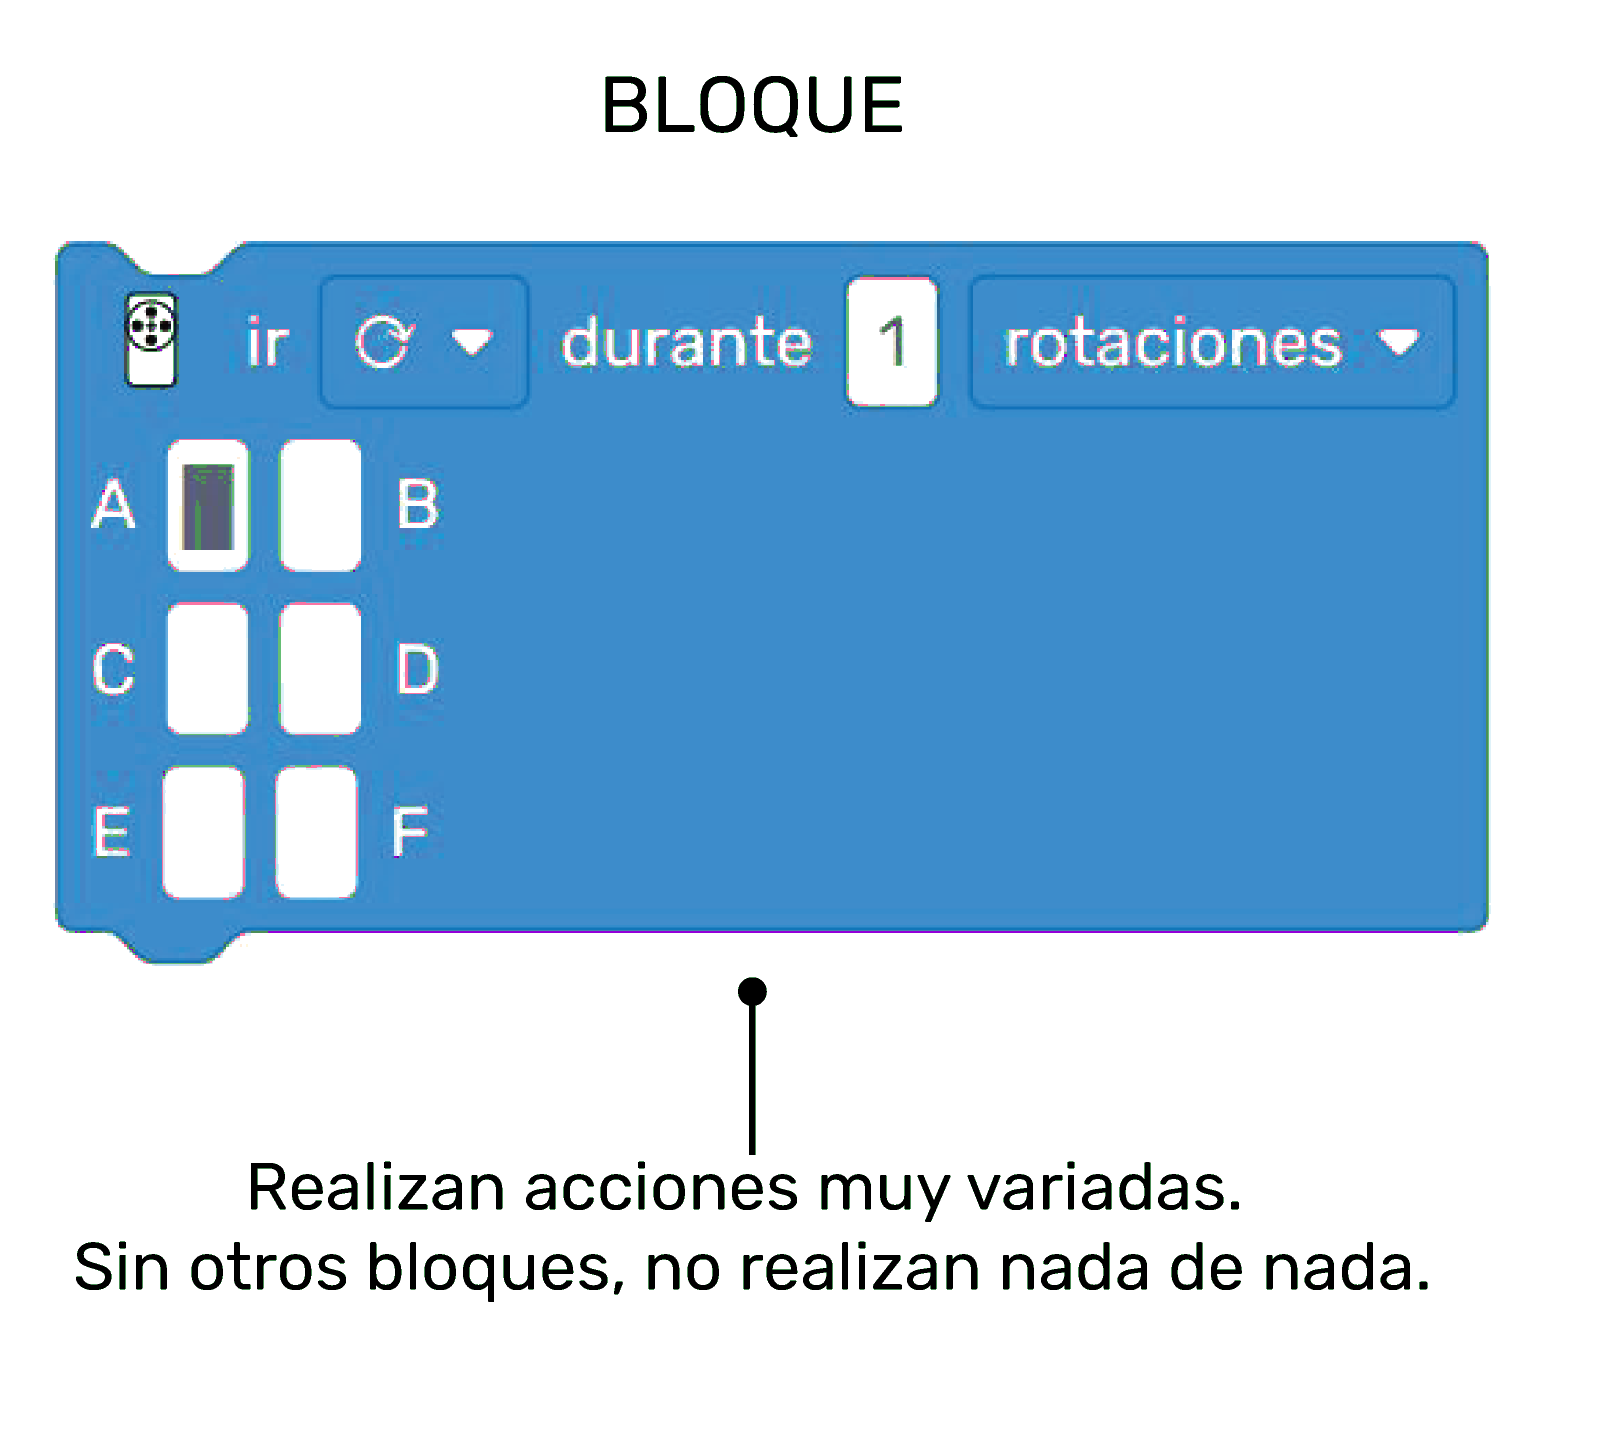 BLOQUE
ir durante 1 rotaciones
A B
C D
E F
Realizan acciones muy variadas.
Sin otros bloques, no realizan nada de nada.